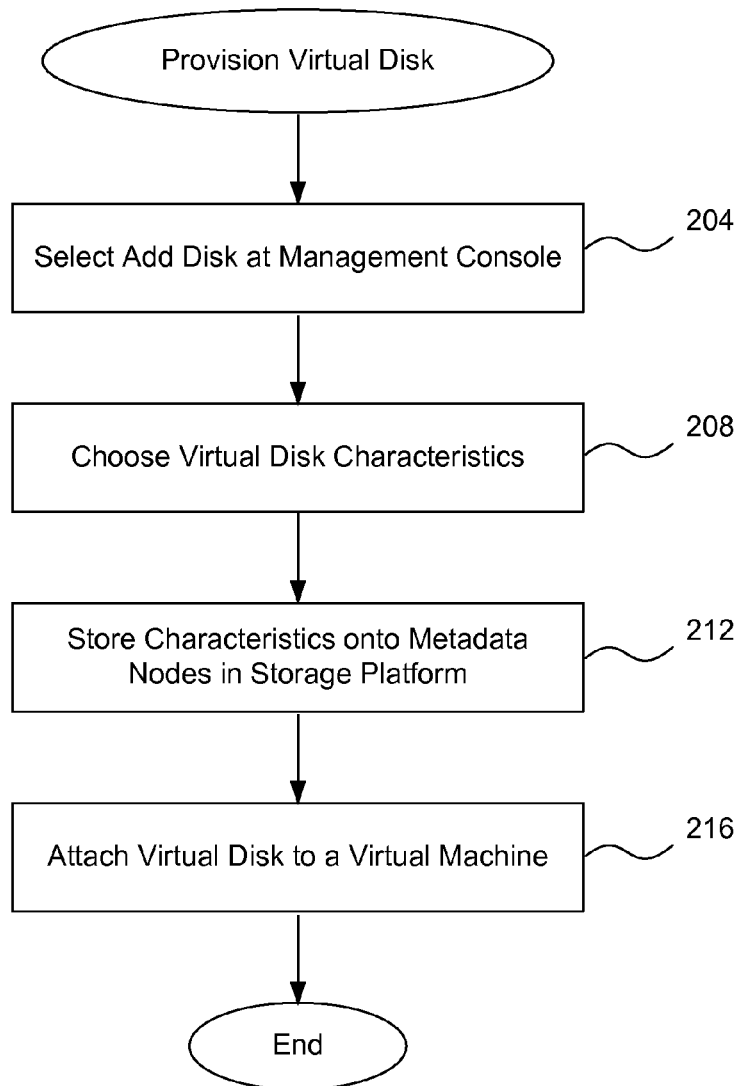 Provision Virtual Disk
204
Select Add Disk at Management Console
208
Choose Virtual Disk Characteristics
212
Store Characteristics onto Metadata
Nodes in Storage Platform
216
Attach Virtual Disk to a Virtual Machine
End